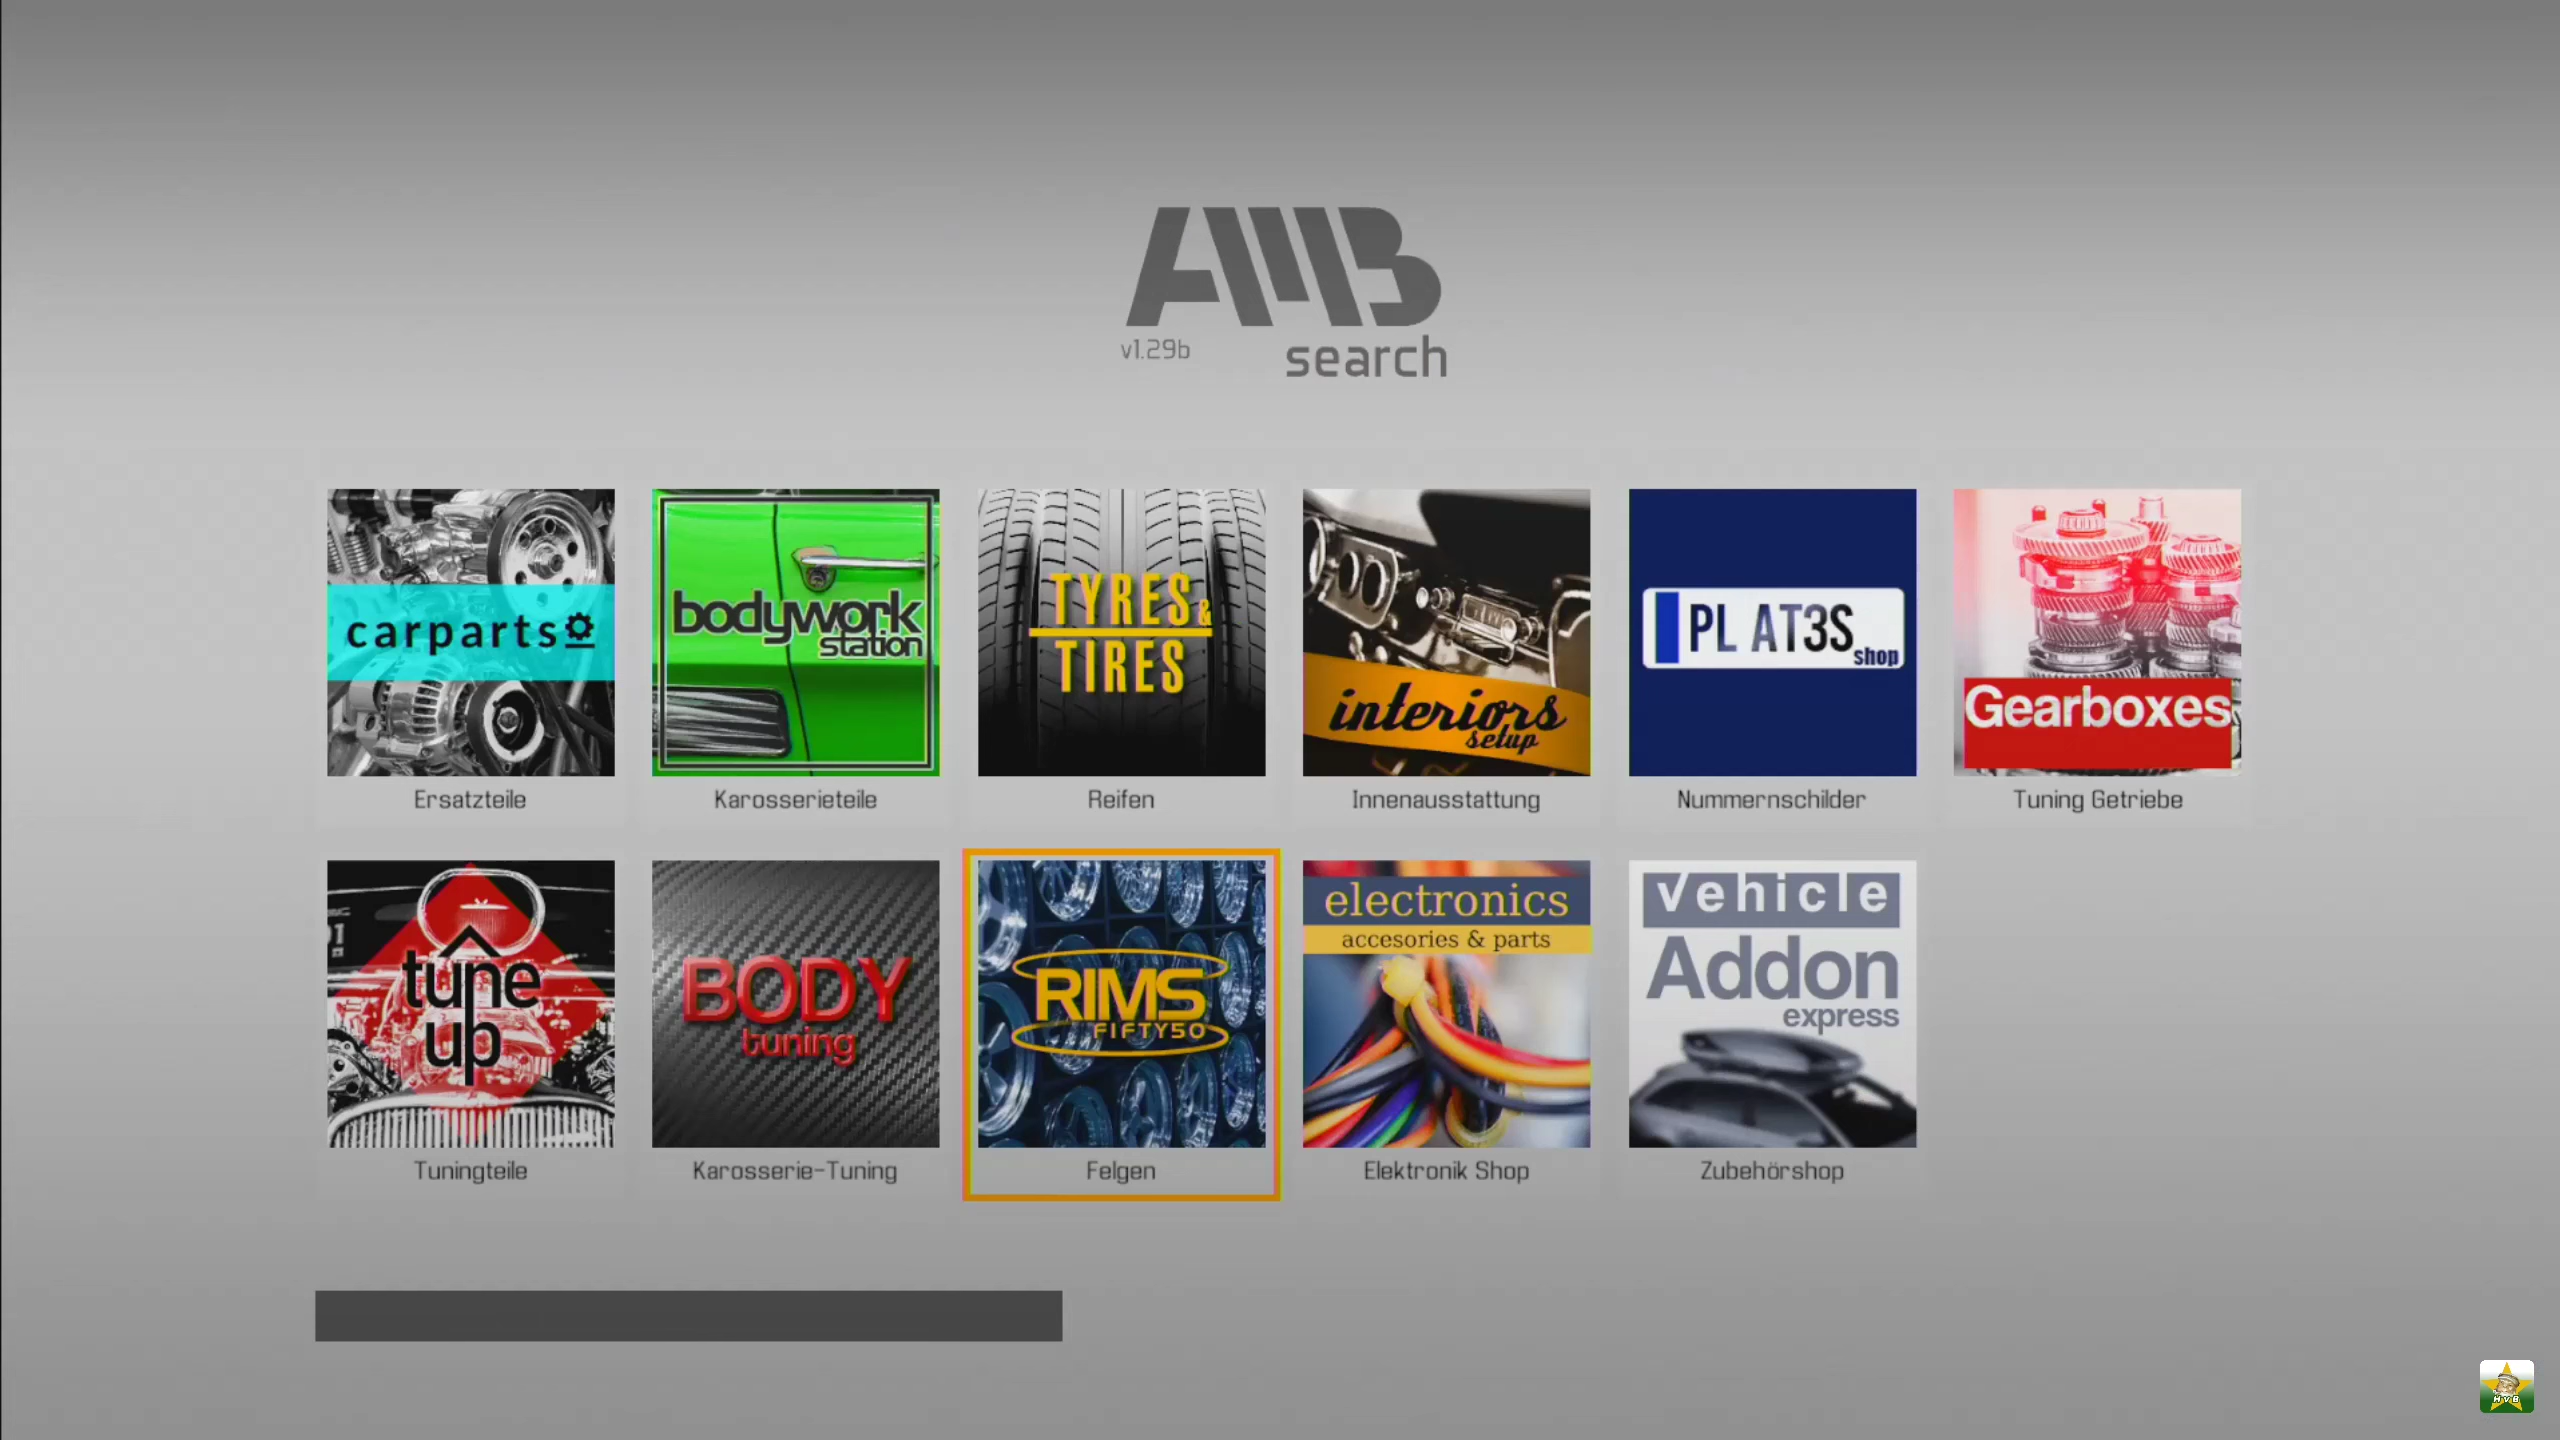 AMB
v1.29b
search
carparts
bodywork
station
TYRES &
TIRES
interiors
setup
PL AT3S
shop
Gearboxes
Ersatzteile
Karosserieteile
Reifen
Innenausstattung
Nummernschilder
Tuning Getriebe
tune
up
BODY
tuning
RIMS
FIFTY50
electronics
accesories & parts
vehicle
Addon
express
Tuningteile
Karosserie-Tuning
Felgen
Elektronik Shop
Zubehörshop
HVB